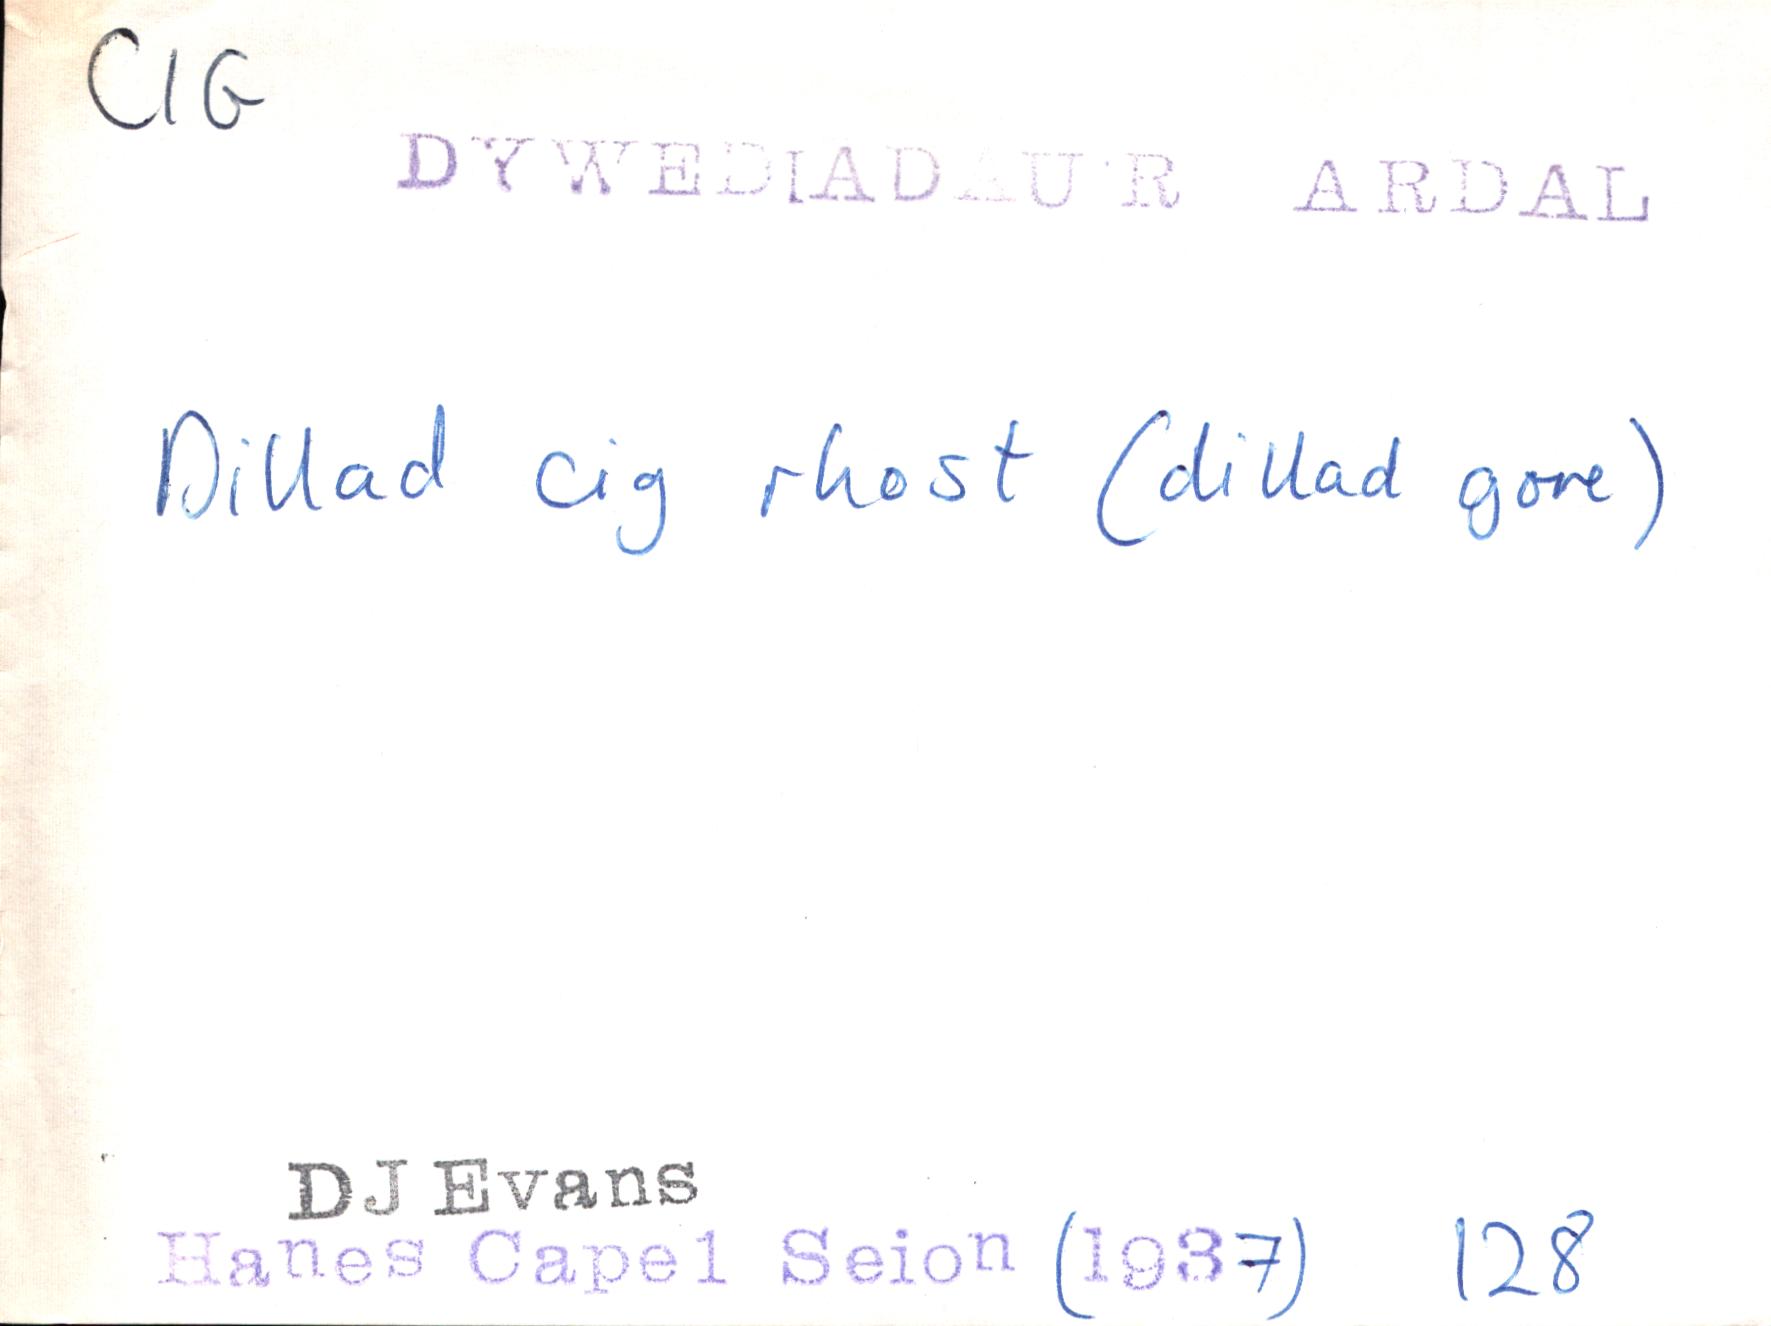 CIG
DYWEDIADAU'R ARDAL
Dillad cig rhost (dillad gore)
DJ Evans
Hanes Capel Seion (1937) 128